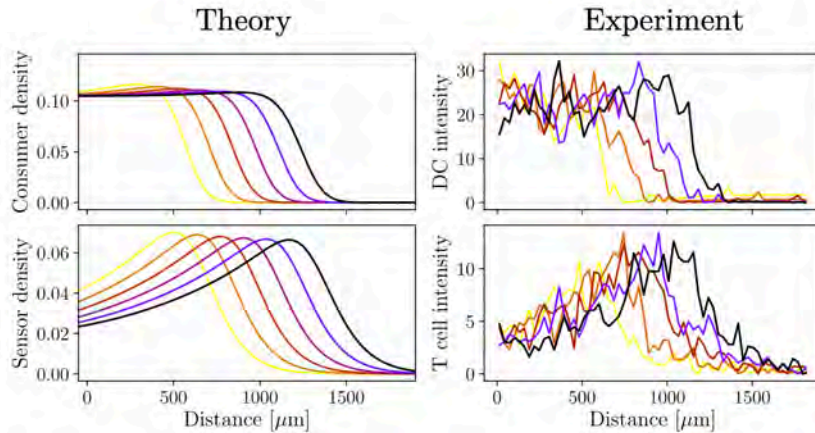 Theory
Experiment
Consumer density
0.10
0.05
0.00
DC intensity
30
20
10
0
Sensor density
0.06
0.04
0.02
0.00
0
500
1000
1500
Distance [μm]
T cell intensity
10
5
0
0
500
1000
1500
Distance [μm]